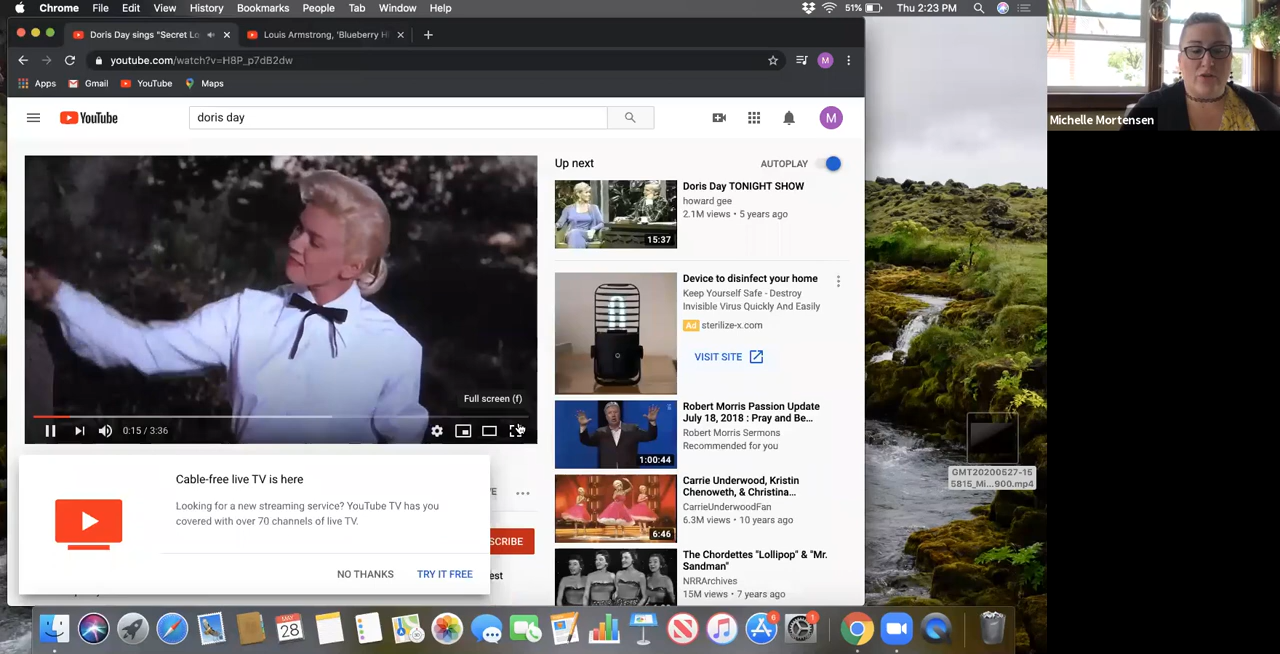 Chrome File Edit View History Bookmarks People Tab Window Help
51% Thu 2:23 PM
Doris Day sings "Secret Lo
Louis Armstrong, 'Blueberry H
youtube.com/watch?v=H8P_p7dB2dw
M
Apps Gmail YouTube Maps
YouTube
doris day
M
Michelle Mortensen
Up next
AUTOPLAY
Doris Day TONIGHT SHOW
howard gee
2.1M views • 5 years ago
15:37
Device to disinfect your home
Keep Yourself Safe - Destroy
Invisible Virus Quickly And Easily
Ad sterilize-x.com
VISIT SITE
Full screen (f)
0:15 / 3:36
Robert Morris Passion Update
July 18, 2018 : Pray and Be...
Robert Morris Sermons
Recommended for you
1:00:44
Carrie Underwood, Kristin
Chenoweth, & Christina...
CarrieUnderwoodFan
6.3M views • 10 years ago
6:46
The Chordettes "Lollipop" & "Mr.
Sandman"
NRRArchives
15M views • 7 years ago
Cable-free live TV is here
Looking for a new streaming service? YouTube TV has you
covered with over 70 channels of live TV.
NO THANKS TRY IT FREE
VE
SCRIBE
est
GMT20200527-15
5815_Mi...900.mp4
MAY
28
6
1